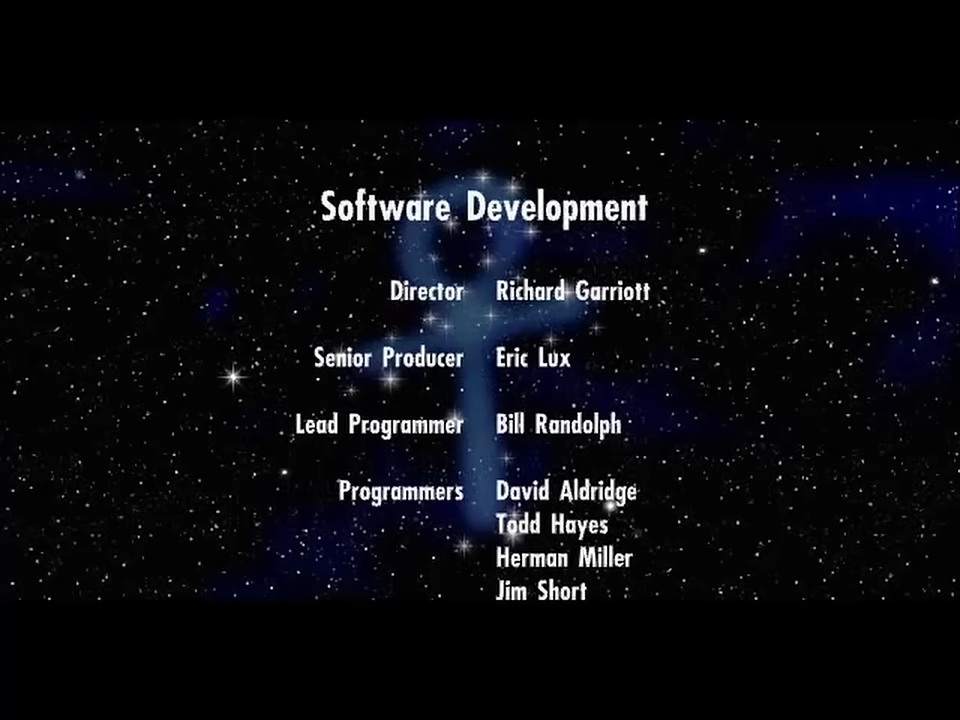 Software Development
Director Richard Garriott
Senior Producer Eric Lux
Lead Programmer Bill Randolph
Programmers David Aldridge
Todd Hayes
Herman Miller
Jim Short